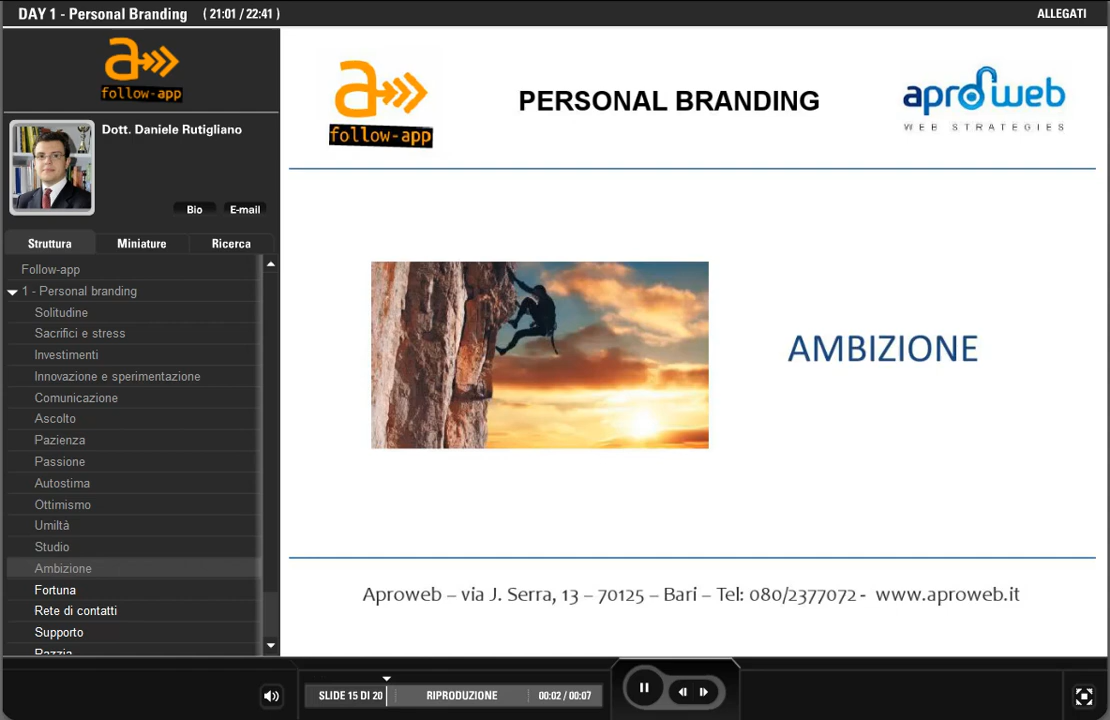 DAY 1 - Personal Branding ( 21:01 / 22:41 )
ALLEGATI
follow-app
Dott. Daniele Rutigliano
Bio
E-mail
Struttura
Miniature
Ricerca
Follow-app
1 - Personal branding
Solitudine
Sacrifici e stress
Investimenti
Innovazione e sperimentazione
Comunicazione
Ascolto
Pazienza
Passione
Autostima
Ottimismo
Umiltà
Studio
Ambizione
Fortuna
Rete di contatti
Supporto
Pazzia
a
follow-app
PERSONAL BRANDING
aproweb
WEB STRATEGIES
AMBIZIONE
Aproweb – via J. Serra, 13 – 70125 – Bari – Tel: 080/2377072 - www.aproweb.it
SLIDE 15 DI 20
RIPRODUZIONE
00:02 / 00:07